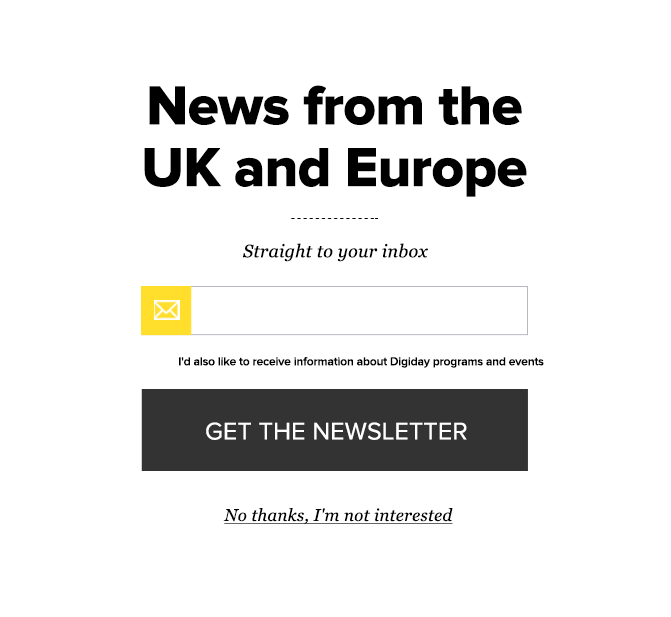 News from the
UK and Europe
Straight to your inbox
I'd also like to receive information about Digiday programs and events
GET THE NEWSLETTER
No thanks, I'm not interested